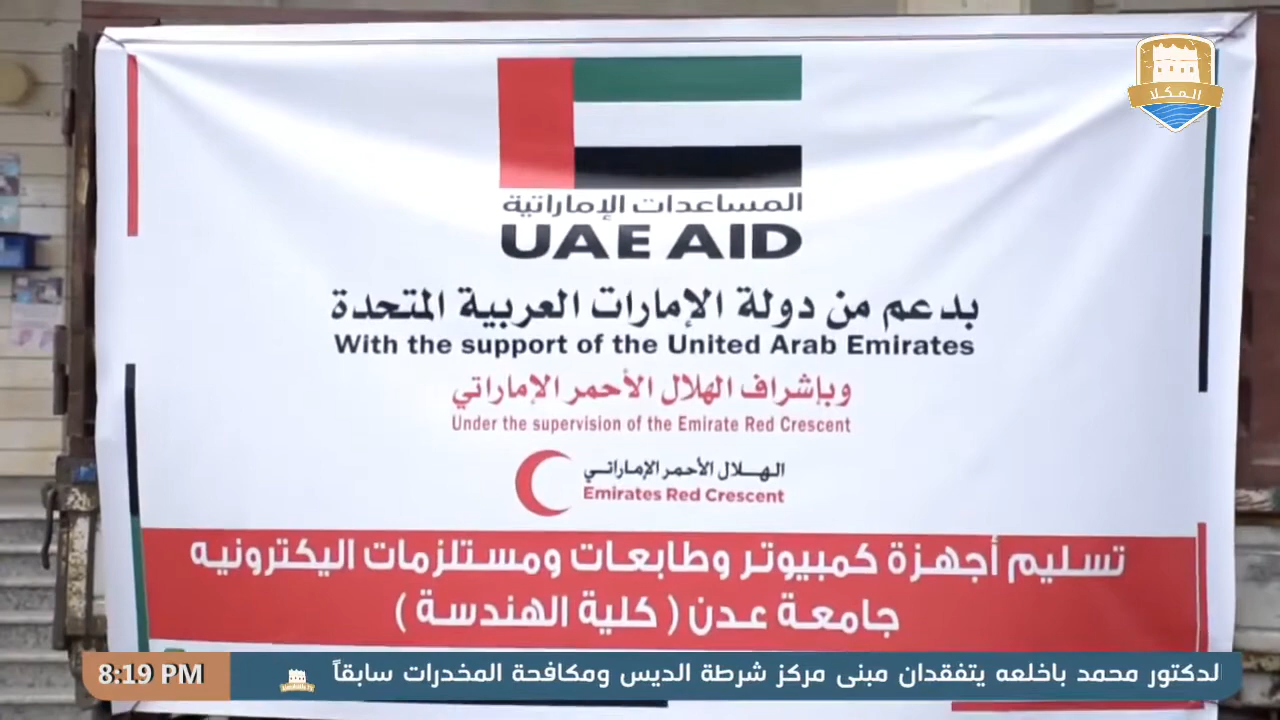 المكلا
المساعدات الإماراتية
UAE AID
بدعم من دولة الإمارات العربية المتحدة
With the support of the United Arab Emirates
وبإشراف الهلال الأحمر الإماراتي
Under the supervision of the Emirate Red Crescent
الهلال الأحمر الإماراتي
Emirates Red Crescent
تسليم أجهزة كمبيوتر وطابعات ومستلزمات اليكترونيه
جامعة عدن ( كلية الهندسة )
8:19 PM
الدكتور محمد باخلعه يتفقدان مبنى مركز شرطة الديس ومكافحة المخدرات سابقاً